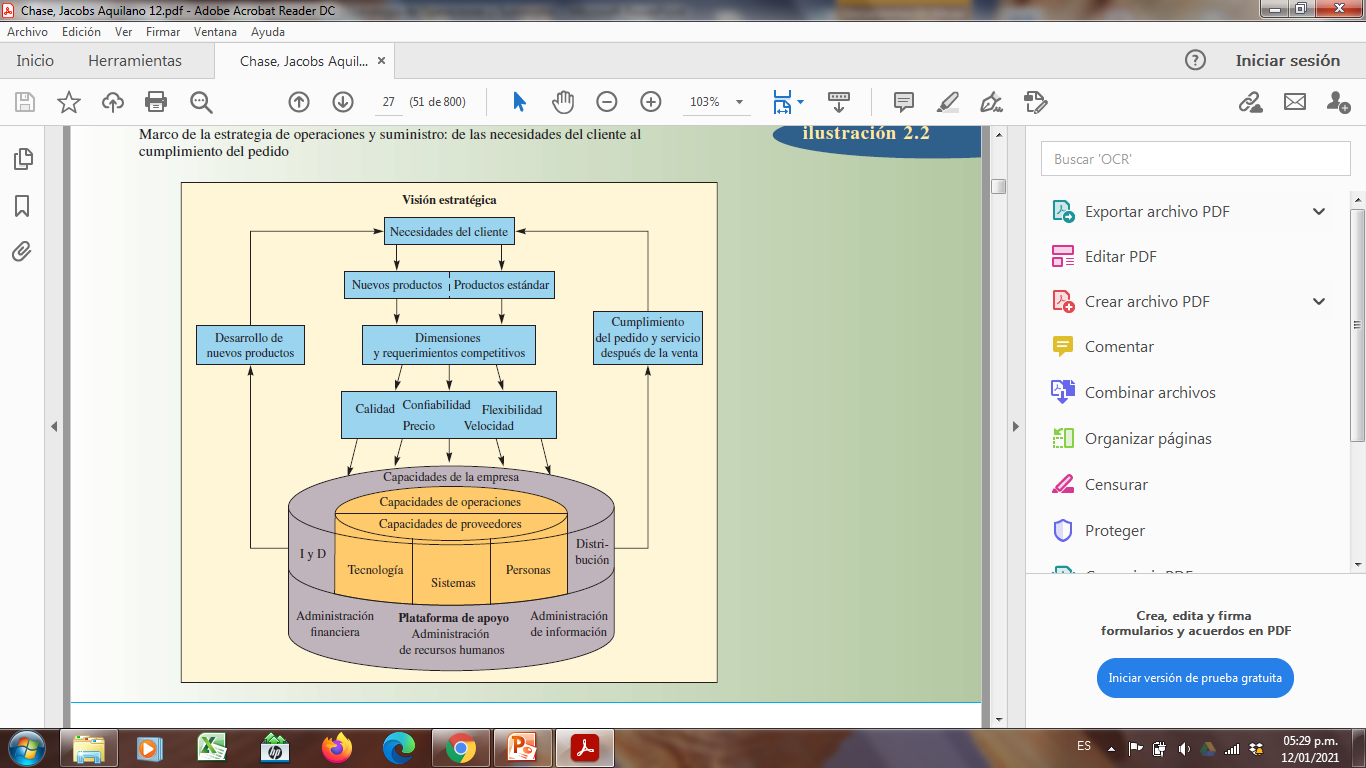 Chase, Jacobs Aquilano 12.pdf - Adobe Acrobat Reader DC
Archivo Edición Ver Firmar Ventana Ayuda
Inicio Herramientas Chase, Jacobs Aquil... × Iniciar sesión
27 (51 de 800) 103%
Marco de la estrategia de operaciones y suministro: de las necesidades del cliente al
cumplimiento del pedido
ilustración 2.2
Visión estratégica
Necesidades del cliente
Nuevos productos Productos estándar
Desarrollo de
nuevos productos
Dimensiones
y requerimientos competitivos
Cumplimiento
del pedido y servicio
después de la venta
Calidad Confiabilidad Flexibilidad
Precio Velocidad
Capacidades de la empresa
Capacidades de operaciones
Capacidades de proveedores
I y D
Tecnología
Sistemas
Personas
Distri-
bución
Administración
financiera
Plataforma de apoyo
Administración
de recursos humanos
Administración
de información
Buscar 'OCR'
Exportar archivo PDF
Editar PDF
Crear archivo PDF
Comentar
Combinar archivos
Organizar páginas
Censurar
Proteger
Crea, edita y firma
formularios y acuerdos en PDF
Iniciar versión de prueba gratuita
ES
05:29 p.m.
12/01/2021